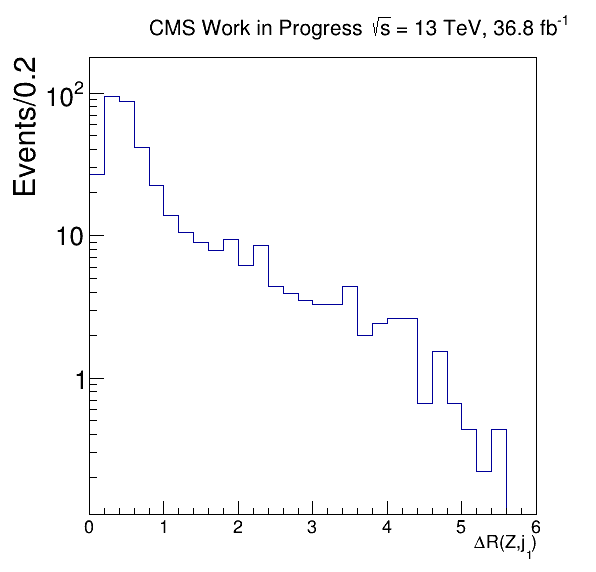 CMS Work in Progress √s = 13 TeV, 36.8 fb⁻¹
Events/0.2
10²
10
1
0 1 2 3 4 5 6
ΔR(Z,j₁)